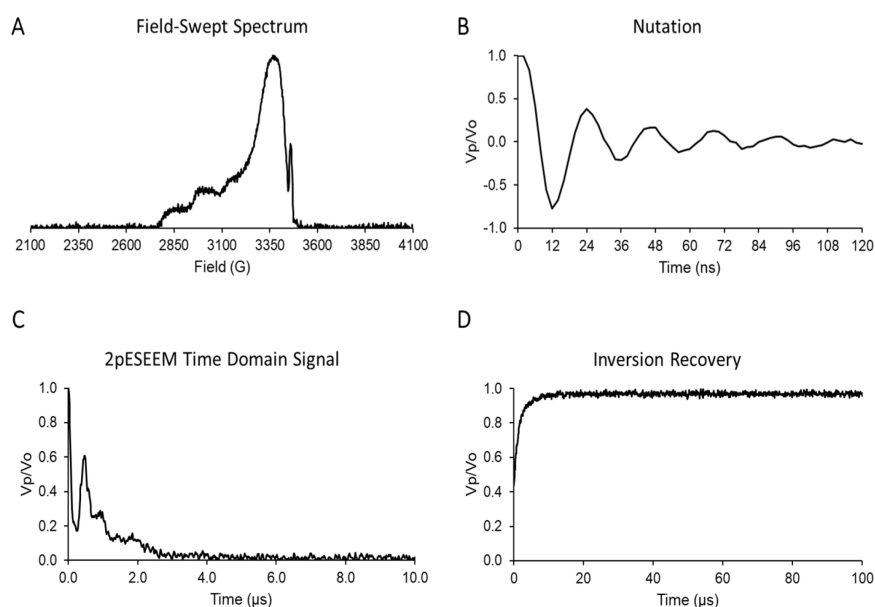 A
Field-Swept Spectrum
2100 2350 2600 2850 3100 3350 3600 3850 4100
Field (G)
B
Nutation
Vp/Vo
1.0
0.5
0.0
-0.5
-1.0
0 12 24 36 48 60 72 84 96 108 120
Time (ns)
C
2pESEEM Time Domain Signal
Vp/Vo
1.0
0.8
0.6
0.4
0.2
0.0
0.0 2.0 4.0 6.0 8.0 10.0
Time (µs)
D
Inversion Recovery
Vp/Vo
1.0
0.8
0.6
0.4
0.2
0.0
0 20 40 60 80 100
Time (µs)